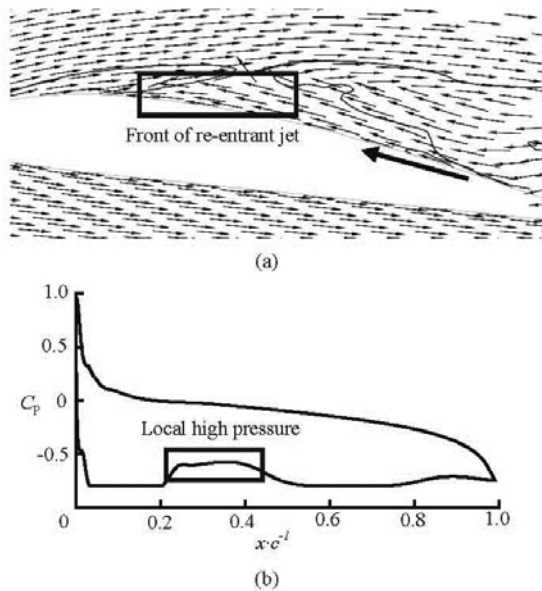 Front of re-entrant jet
(a)
1.0
0.5
0
-0.5
C_p
Local high pressure
0 0.2 0.4 0.6 0.8 1.0
x·c^-1
(b)